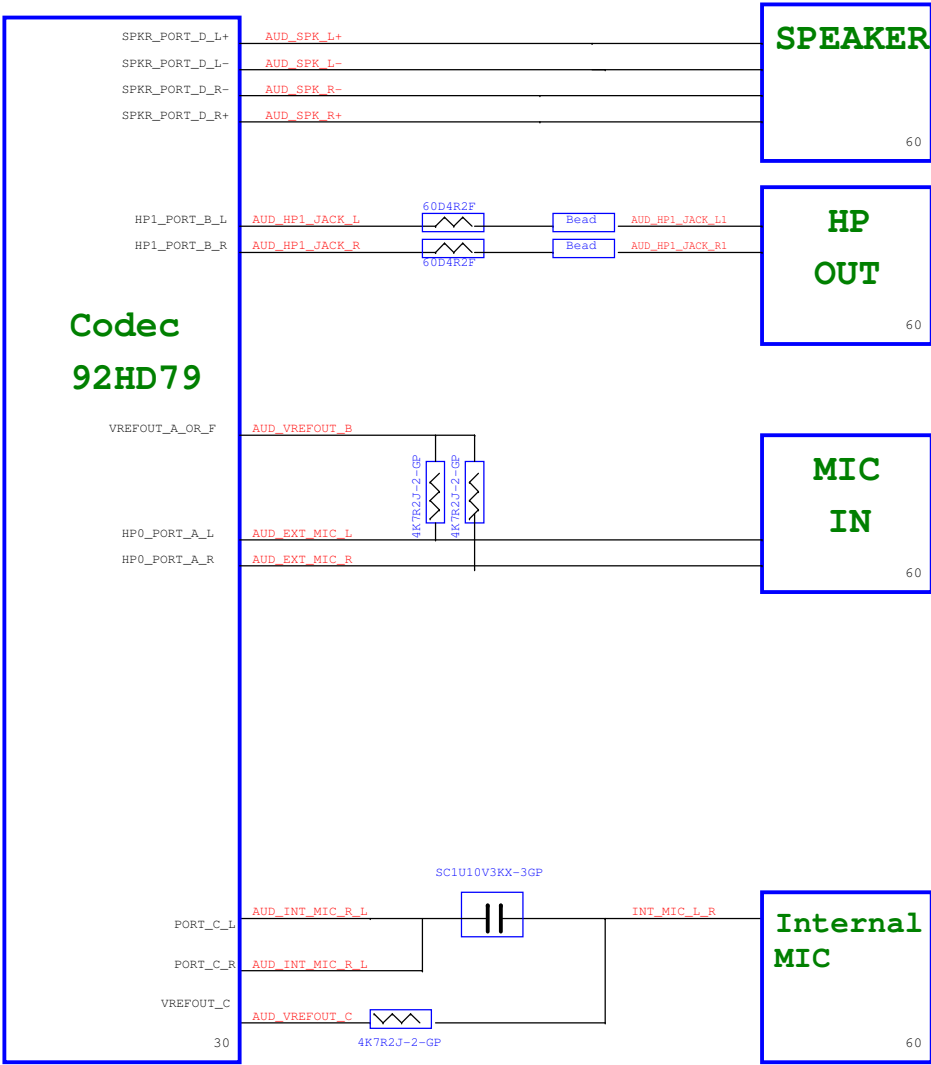 SPKR_PORT_D_L+ AUD_SPK_L+
SPKR_PORT_D_L- AUD_SPK_L-
SPKR_PORT_D_R- AUD_SPK_R-
SPKR_PORT_D_R+ AUD_SPK_R+
SPEAKER
60
60D4R2F
HP1_PORT_B_L AUD_HP1_JACK_L Bead AUD_HP1_JACK_L1
HP1_PORT_B_R AUD_HP1_JACK_R Bead AUD_HP1_JACK_R1
60D4R2F
HP
OUT
60
Codec
92HD79
VREFOUT_A_OR_F AUD_VREFOUT_B
4K7R2J-2-GP
4K7R2J-2-GP
HP0_PORT_A_L AUD_EXT_MIC_L
HP0_PORT_A_R AUD_EXT_MIC_R
MIC
IN
60
SC1U10V3KX-3GP
PORT_C_L AUD_INT_MIC_R_L INT_MIC_L_R
PORT_C_R AUD_INT_MIC_R_L
VREFOUT_C AUD_VREFOUT_C
4K7R2J-2-GP
30
Internal
MIC
60